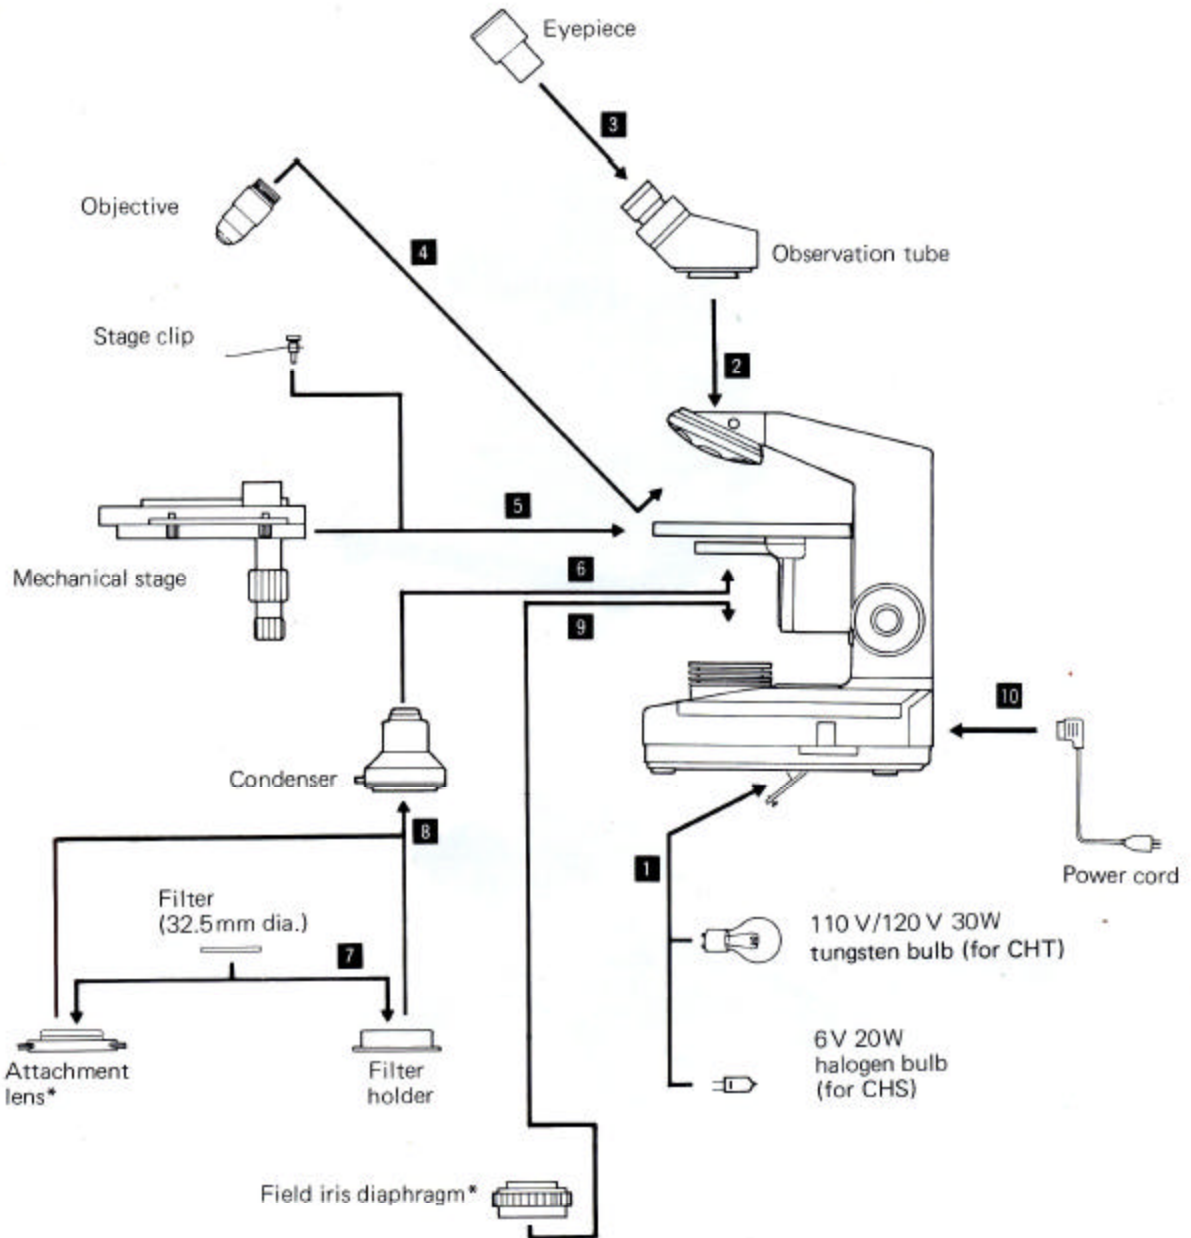 Eyepiece
3
Objective
4
Observation tube
Stage clip
2
5
Mechanical stage
6
9
10
Condenser
8
1
Power cord
Filter
(32.5mm dia.)
7
110 V/120 V 30W
tungsten bulb (for CHT)
6V 20W
halogen bulb
(for CHS)
Attachment
lens*
Filter
holder
Field iris diaphragm*